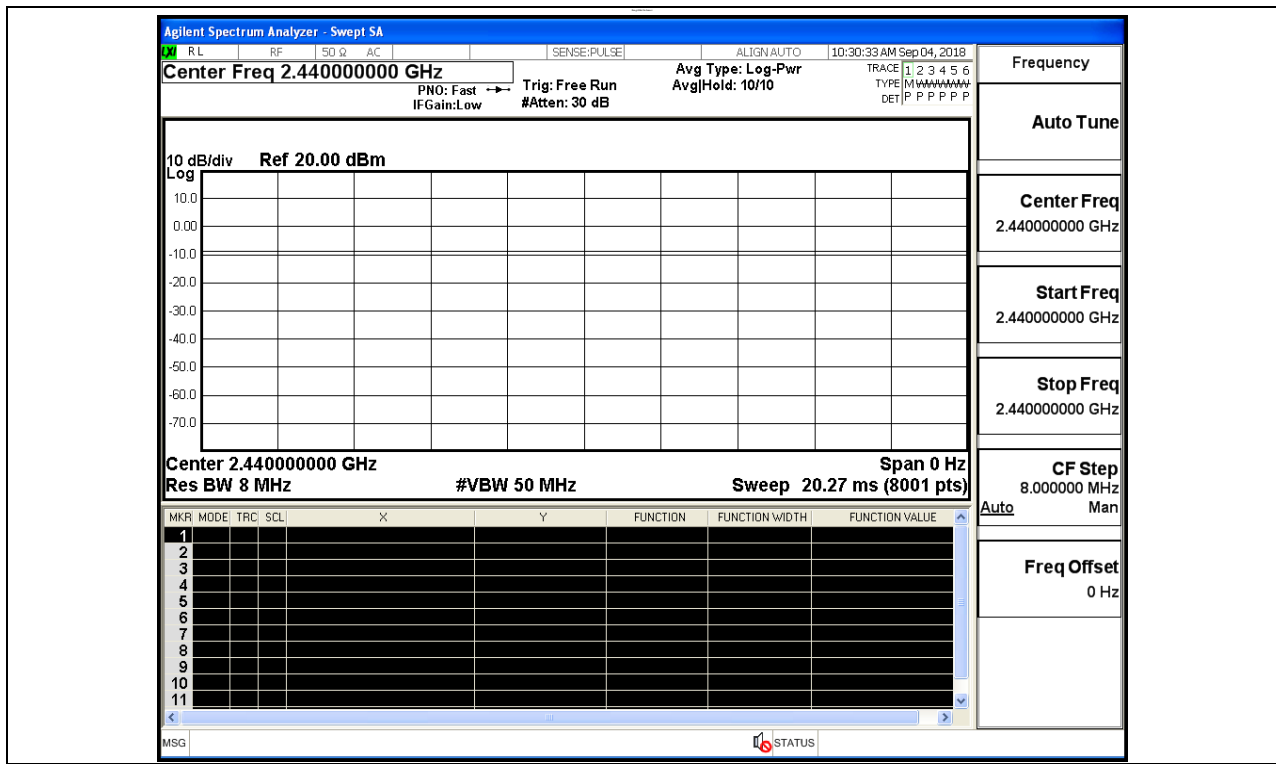 Agilent Spectrum Analyzer - Swept SA
LXI RL RF 50 Ω AC SENSE:PULSE ALIGN AUTO 10:30:33 AM Sep 04, 2018
Center Freq 2.440000000 GHz
PNO: Fast
IFGain:Low
Trig: Free Run
#Atten: 30 dB
Avg Type: Log-Pwr
Avg|Hold: 10/10
TRACE 1 2 3 4 5 6
TYPE M WWWWW
DET P P P P P P
10 dB/div Ref 20.00 dBm
Log
10.0
0.00
-10.0
-20.0
-30.0
-40.0
-50.0
-60.0
-70.0
Center 2.440000000 GHz Span 0 Hz
Res BW 8 MHz #VBW 50 MHz Sweep 20.27 ms (8001 pts)
MKR MODE TRC SCL X Y FUNCTION FUNCTION WIDTH FUNCTION VALUE
1
2
3
4
5
6
7
8
9
10
11
MSG STATUS
Frequency
Auto Tune
Center Freq
2.440000000 GHz
Start Freq
2.440000000 GHz
Stop Freq
2.440000000 GHz
CF Step
8.000000 MHz
Auto Man
Freq Offset
0 Hz